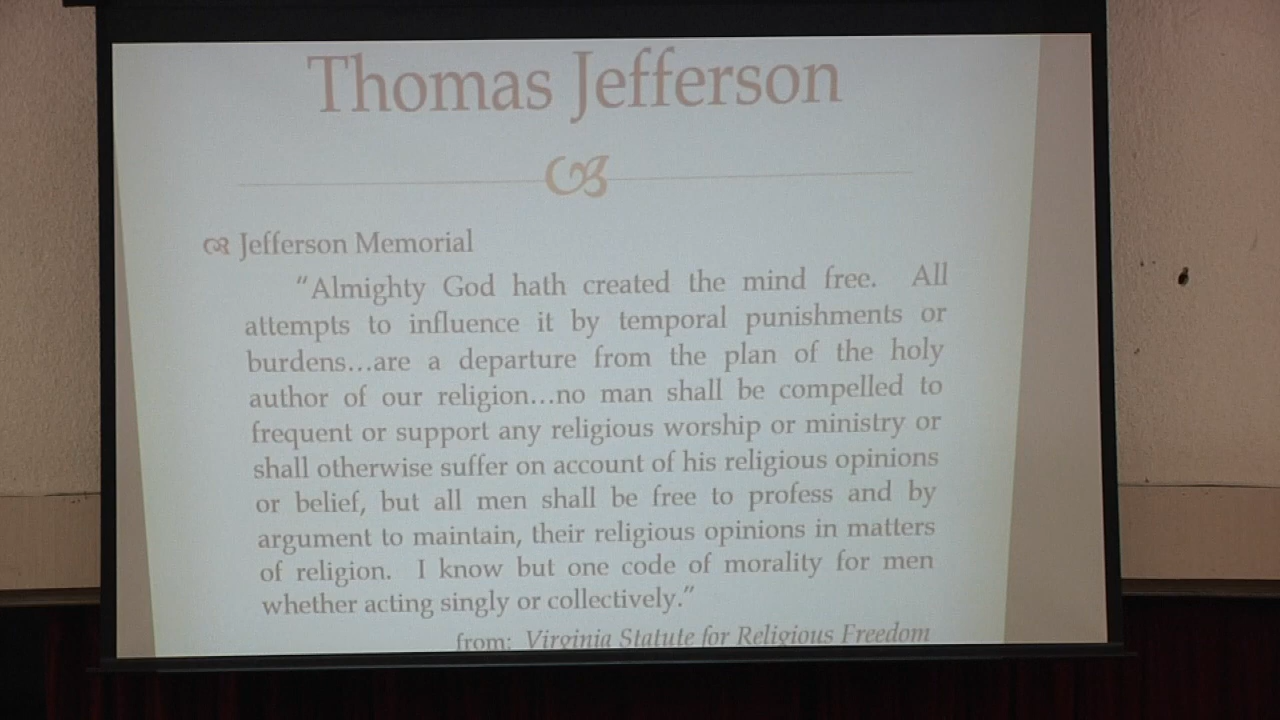 Thomas Jefferson
Jefferson Memorial
“Almighty God hath created the mind free. All
attempts to influence it by temporal punishments or
burdens…are a departure from the plan of the holy
author of our religion…no man shall be compelled to
frequent or support any religious worship or ministry or
shall otherwise suffer on account of his religious opinions
or belief, but all men shall be free to profess and by
argument to maintain, their religious opinions in matters
of religion. I know but one code of morality for men
whether acting singly or collectively.”
from: Virginia Statute for Religious Freedom